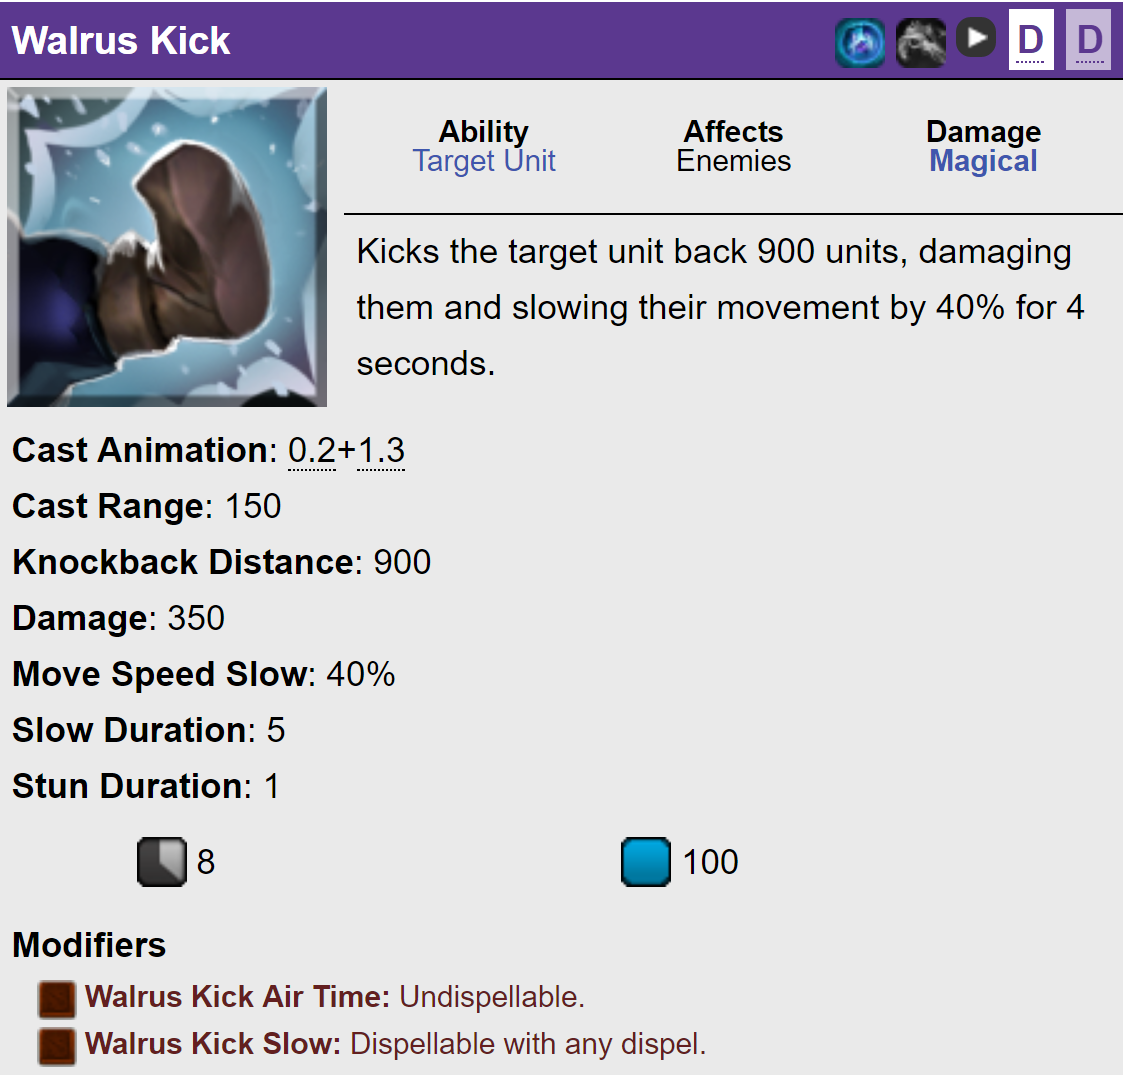 Walrus Kick D D
Ability Affects Damage
Target Unit Enemies Magical
Kicks the target unit back 900 units, damaging
them and slowing their movement by 40% for 4
seconds.
Cast Animation: 0.2+1.3
Cast Range: 150
Knockback Distance: 900
Damage: 350
Move Speed Slow: 40%
Slow Duration: 5
Stun Duration: 1
8 100
Modifiers
Walrus Kick Air Time: Undispellable.
Walrus Kick Slow: Dispellable with any dispel.